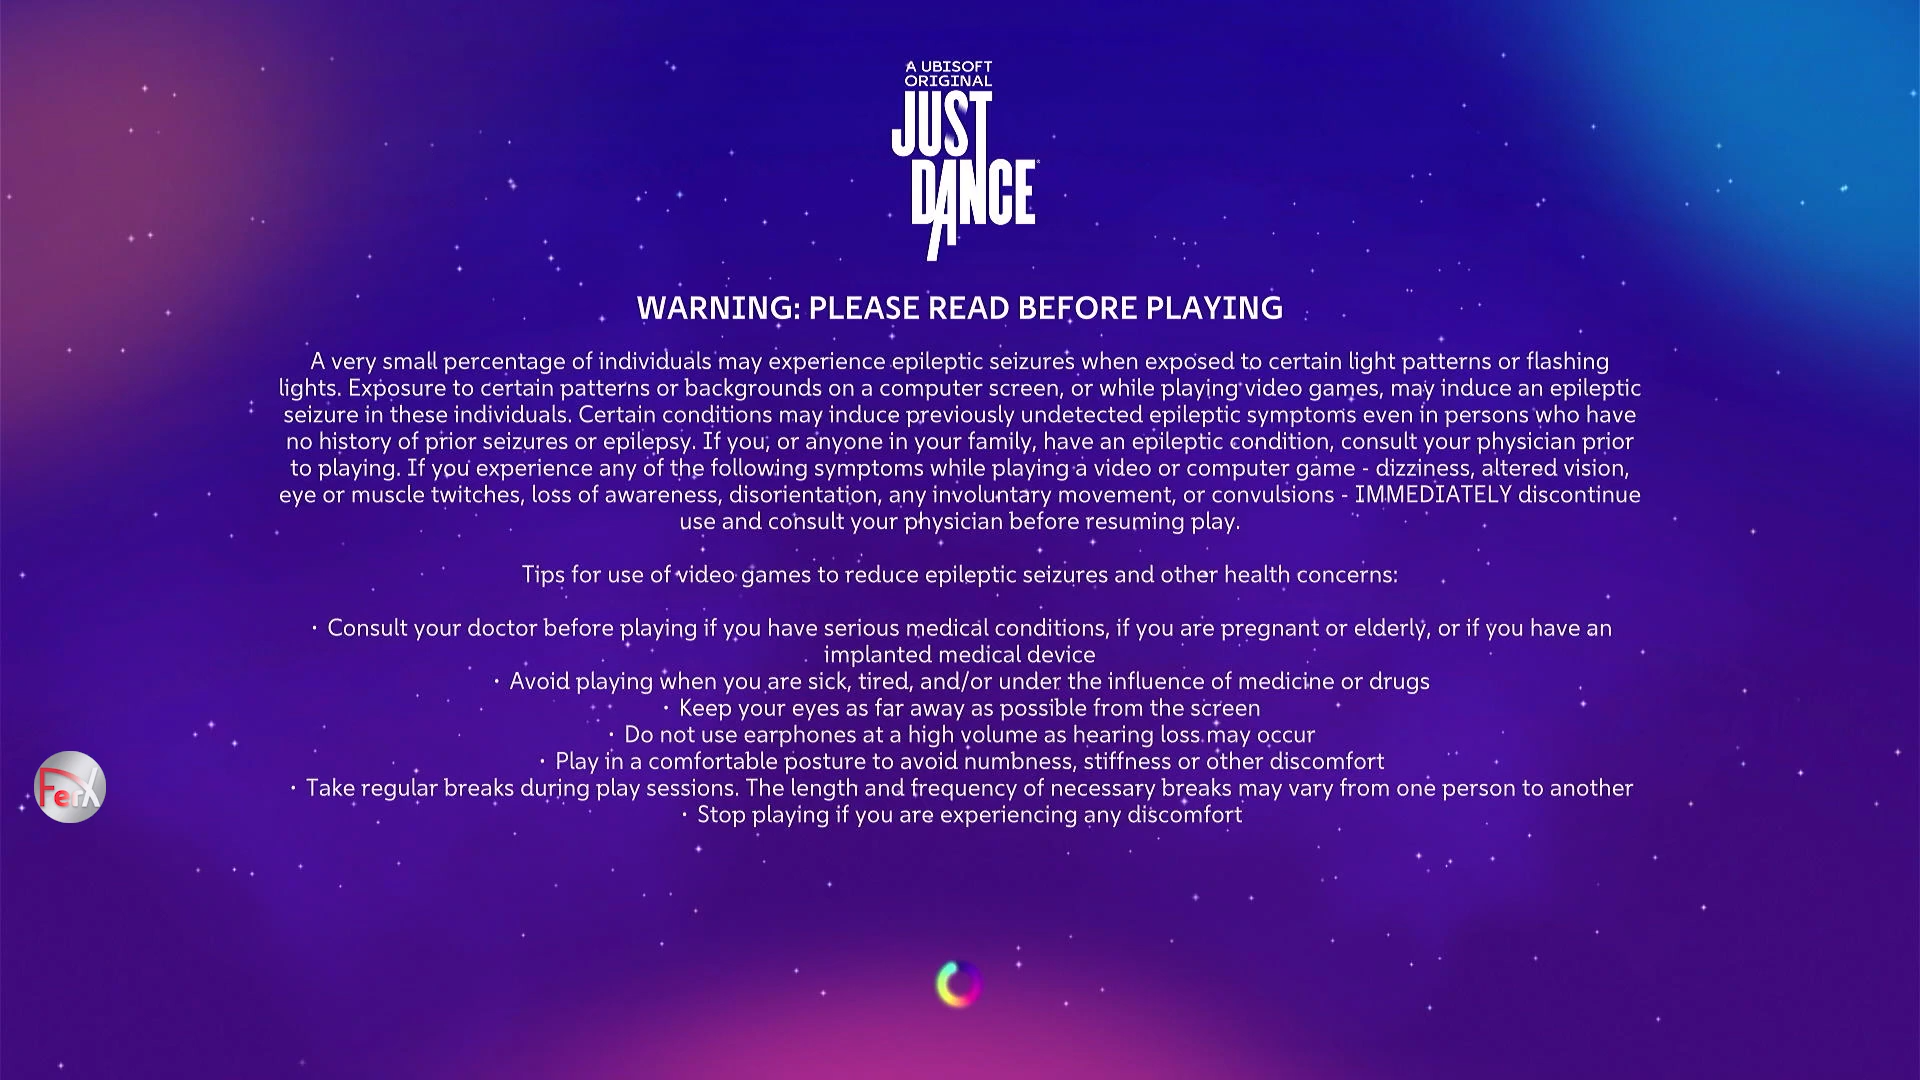 A UBISOFT
ORIGINAL
JUST
DANCE
WARNING: PLEASE READ BEFORE PLAYING
A very small percentage of individuals may experience epileptic seizures when exposed to certain light patterns or flashing
lights. Exposure to certain patterns or backgrounds on a computer screen, or while playing video games, may induce an epileptic
seizure in these individuals. Certain conditions may induce previously undetected epileptic symptoms even in persons who have
no history of prior seizures or epilepsy. If you, or anyone in your family, have an epileptic condition, consult your physician prior
to playing. If you experience any of the following symptoms while playing a video or computer game - dizziness, altered vision,
eye or muscle twitches, loss of awareness, disorientation, any involuntary movement, or convulsions - IMMEDIATELY discontinue
use and consult your physician before resuming play.
Tips for use of video games to reduce epileptic seizures and other health concerns:
· Consult your doctor before playing if you have serious medical conditions, if you are pregnant or elderly, or if you have an
implanted medical device
· Avoid playing when you are sick, tired, and/or under the influence of medicine or drugs
· Keep your eyes as far away as possible from the screen
· Do not use earphones at a high volume as hearing loss may occur
· Play in a comfortable posture to avoid numbness, stiffness or other discomfort
· Take regular breaks during play sessions. The length and frequency of necessary breaks may vary from one person to another
· Stop playing if you are experiencing any discomfort
FerX